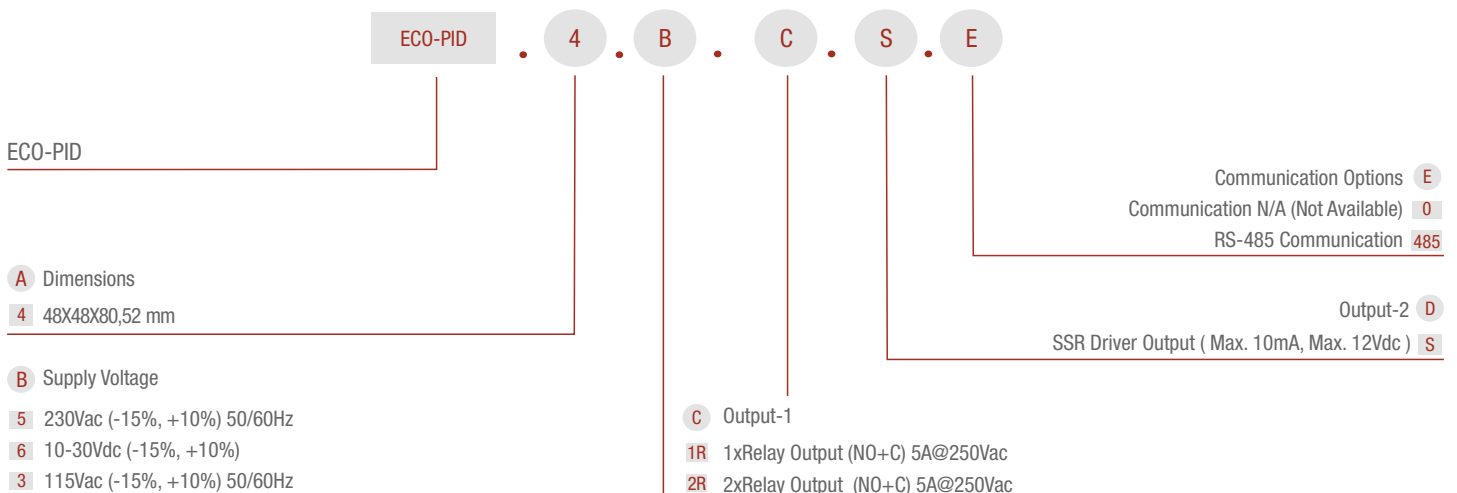 ECO-PID . 4 . B . C . S . E
ECO-PID
Communication Options E
Communication N/A (Not Available) 0
RS-485 Communication 485
A Dimensions
4 48X48X80,52 mm
Output-2 D
SSR Driver Output ( Max. 10mA, Max. 12Vdc ) S
B Supply Voltage
5 230Vac (-15%, +10%) 50/60Hz
6 10-30Vdc (-15%, +10%)
3 115Vac (-15%, +10%) 50/60Hz
C Output-1
1R 1xRelay Output (NO+C) 5A@250Vac
2R 2xRelay Output (NO+C) 5A@250Vac